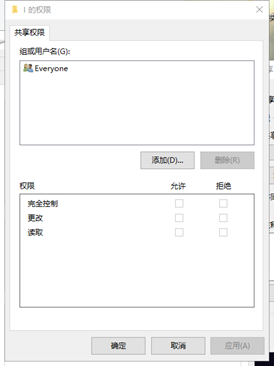 I 的权限
共享权限
组或用户名(G):
Everyone
添加(D)...
删除(R)
权限
允许
拒绝
完全控制
更改
读取
确定
取消
应用(A)